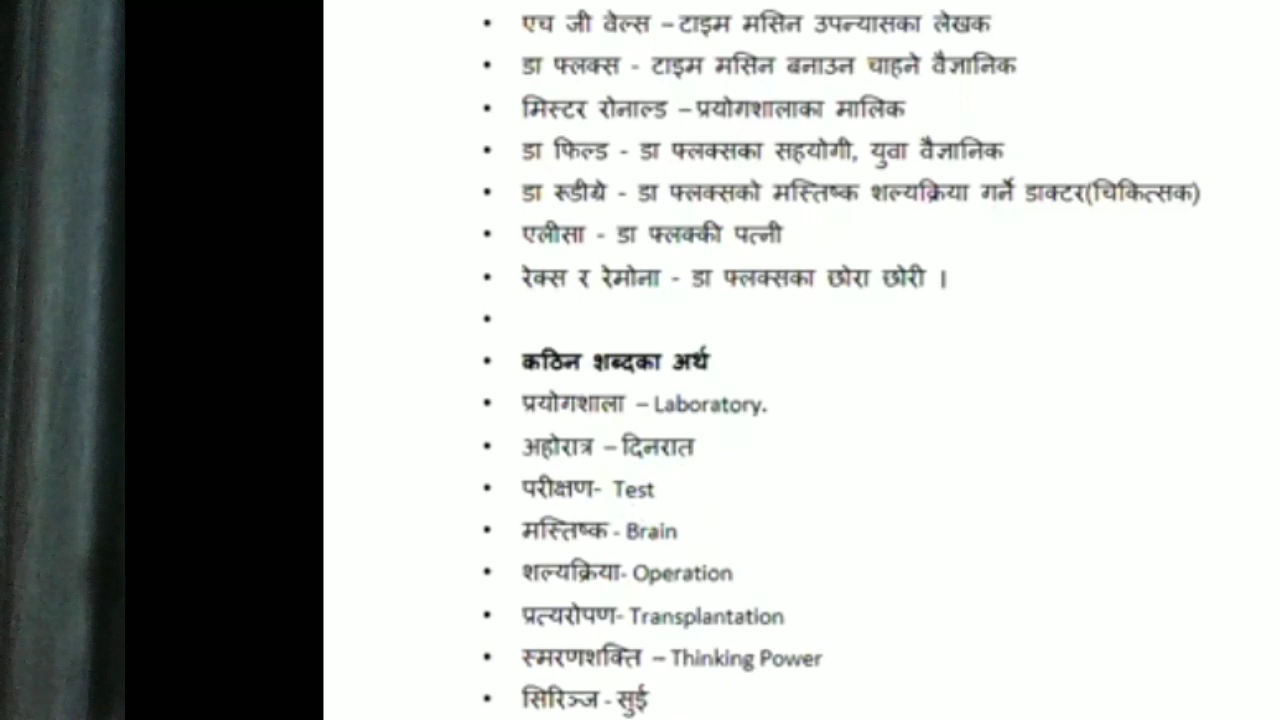 • एच जी वेल्स – टाइम मसिन उपन्यासका लेखक
• डा फ्लक्स - टाइम मसिन बनाउन चाहने वैज्ञानिक
• मिस्टर रोनाल्ड – प्रयोगशालाका मालिक
• डा फिल्ड - डा फ्लक्सका सहयोगी, युवा वैज्ञानिक
• डा रूडीग्रे - डा फ्लक्सको मस्तिष्क शल्यक्रिया गर्ने डाक्टर(चिकित्सक)
• एलीसा - डा फ्लक्की पत्नी
• रेक्स र रेमोना - डा फ्लक्सका छोरा छोरी ।
•
• कठिन शब्दका अर्थ
• प्रयोगशाला – Laboratory.
• अहोरात्र – दिनरात
• परीक्षण- Test
• मस्तिष्क - Brain
• शल्यक्रिया- Operation
• प्रत्यरोपण- Transplantation
• स्मरणशक्ति – Thinking Power
• सिरिञ्ज - सुई